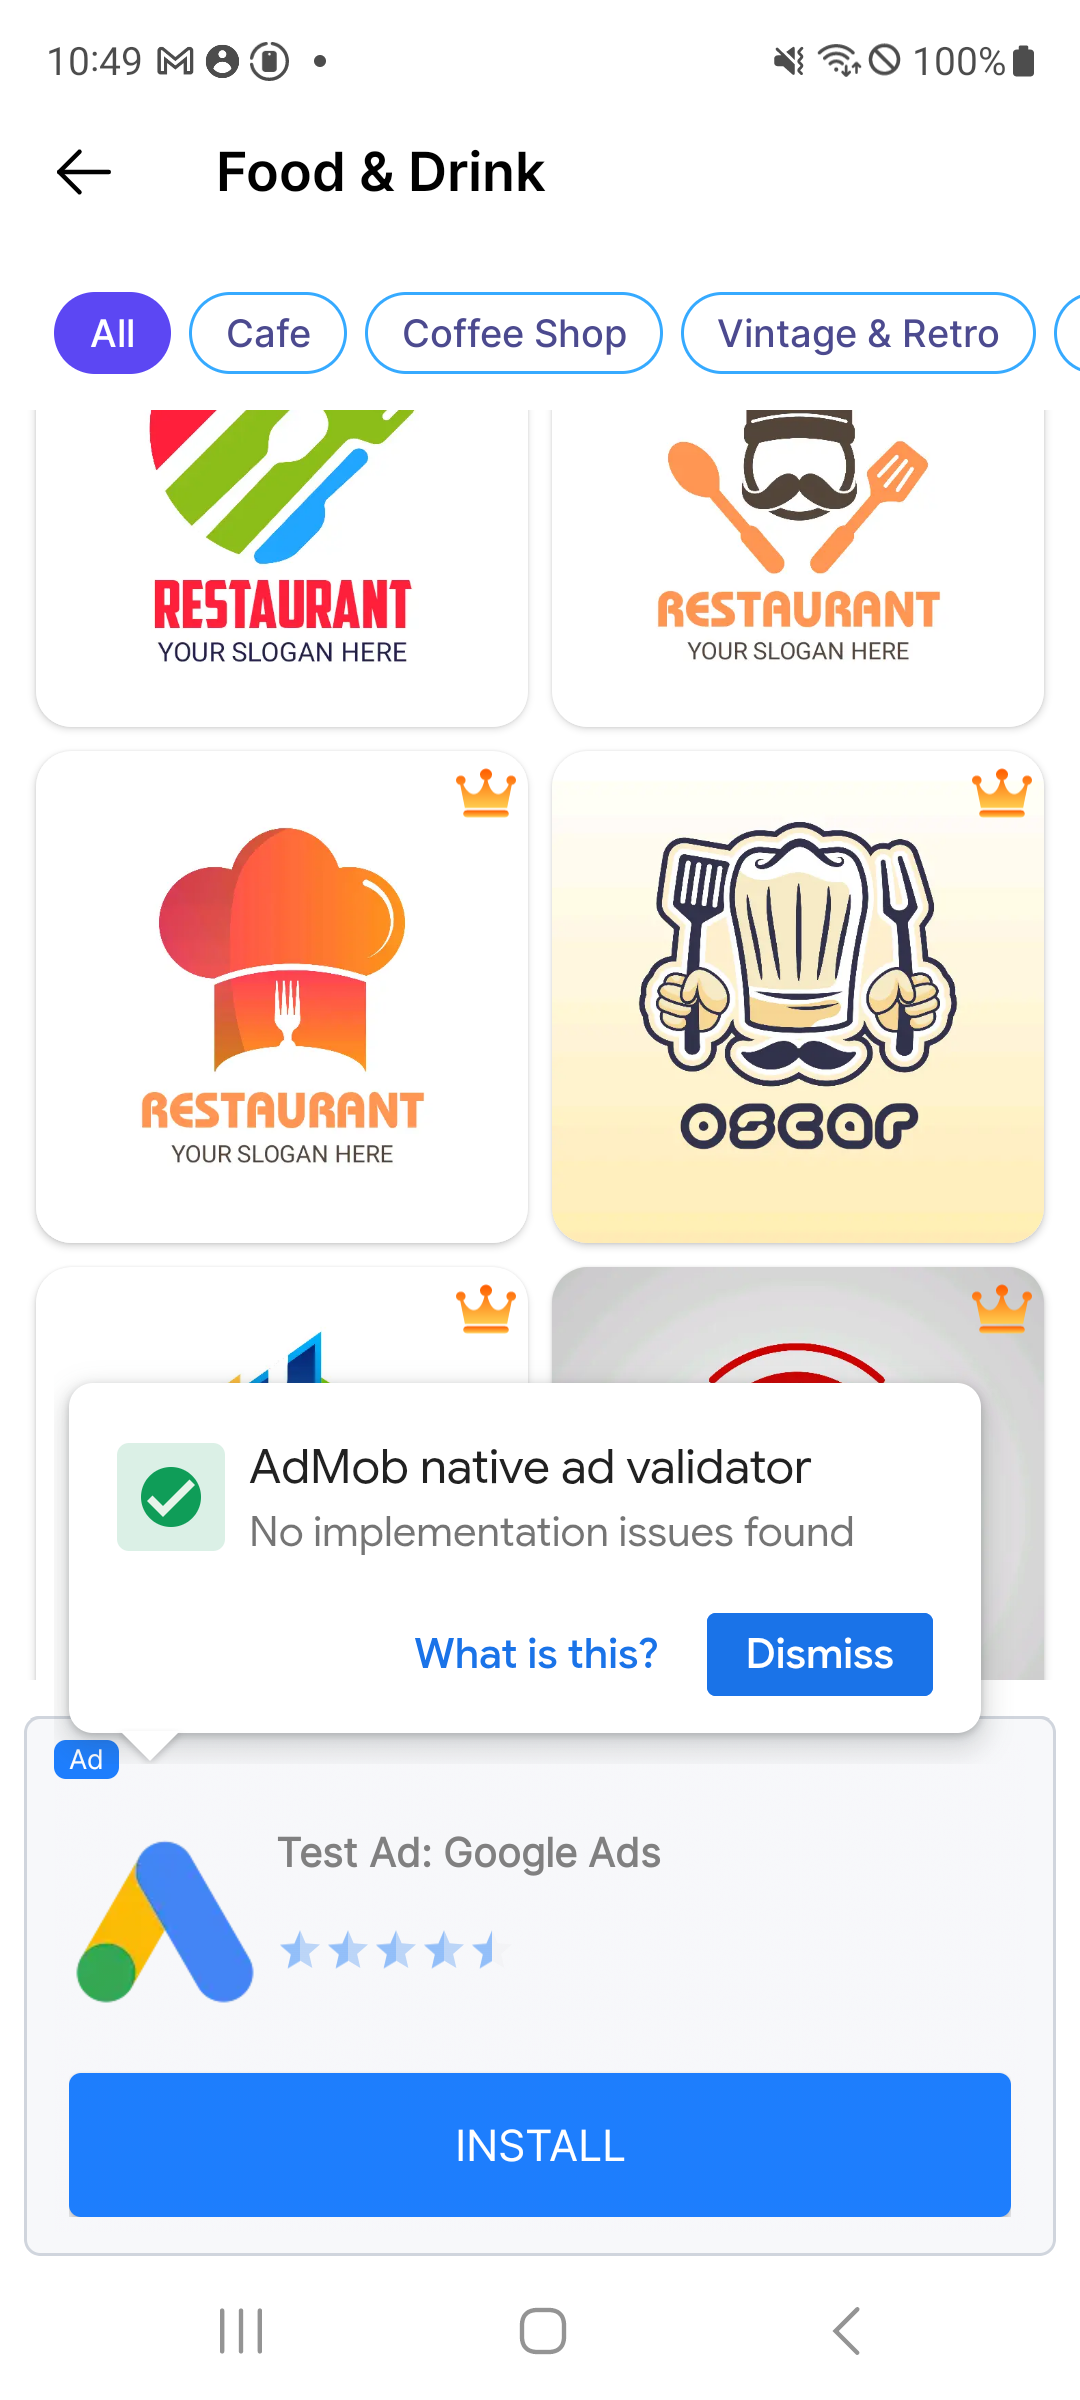 10:49
100%
Food & Drink
All
Cafe
Coffee Shop
Vintage & Retro
RESTAURANT
YOUR SLOGAN HERE
RESTAURANT
YOUR SLOGAN HERE
RESTAURANT
YOUR SLOGAN HERE
oscar
AdMob native ad validator
No implementation issues found
What is this?
Dismiss
Ad
Test Ad: Google Ads
INSTALL